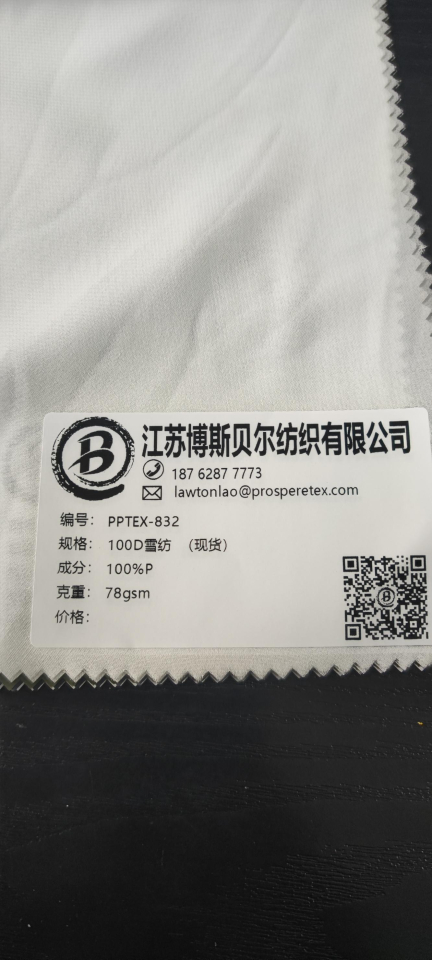 B
江苏博斯贝尔纺织有限公司
187 6287 7773
lawtonlao@prosperetex.com
编号： PPTEX-832
规格： 100D雪纺 （现货）
成分： 100%P
克重： 78gsm
价格：